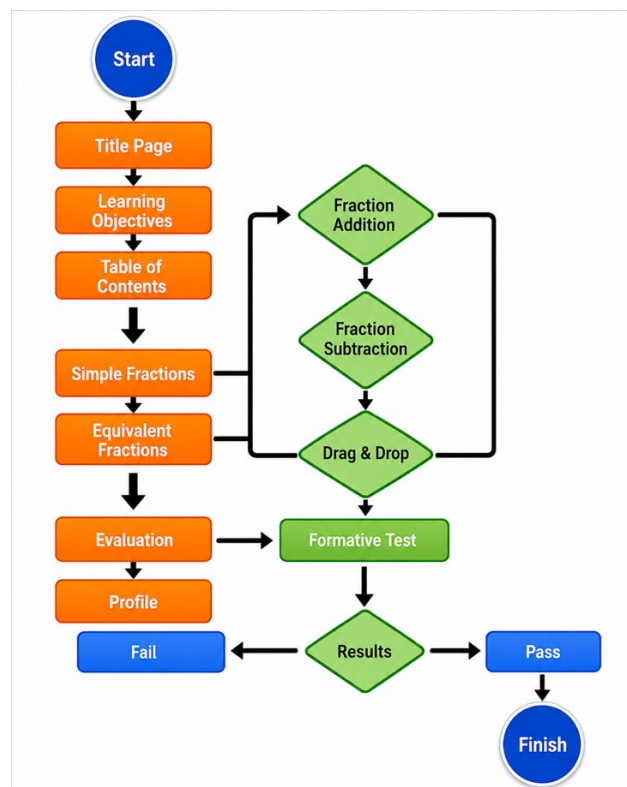 Start
Title Page
Learning
Objectives
Table of
Contents
Simple Fractions
Equivalent
Fractions
Evaluation
Profile
Fraction
Addition
Fraction
Subtraction
Drag & Drop
Formative Test
Fail
Results
Pass
Finish